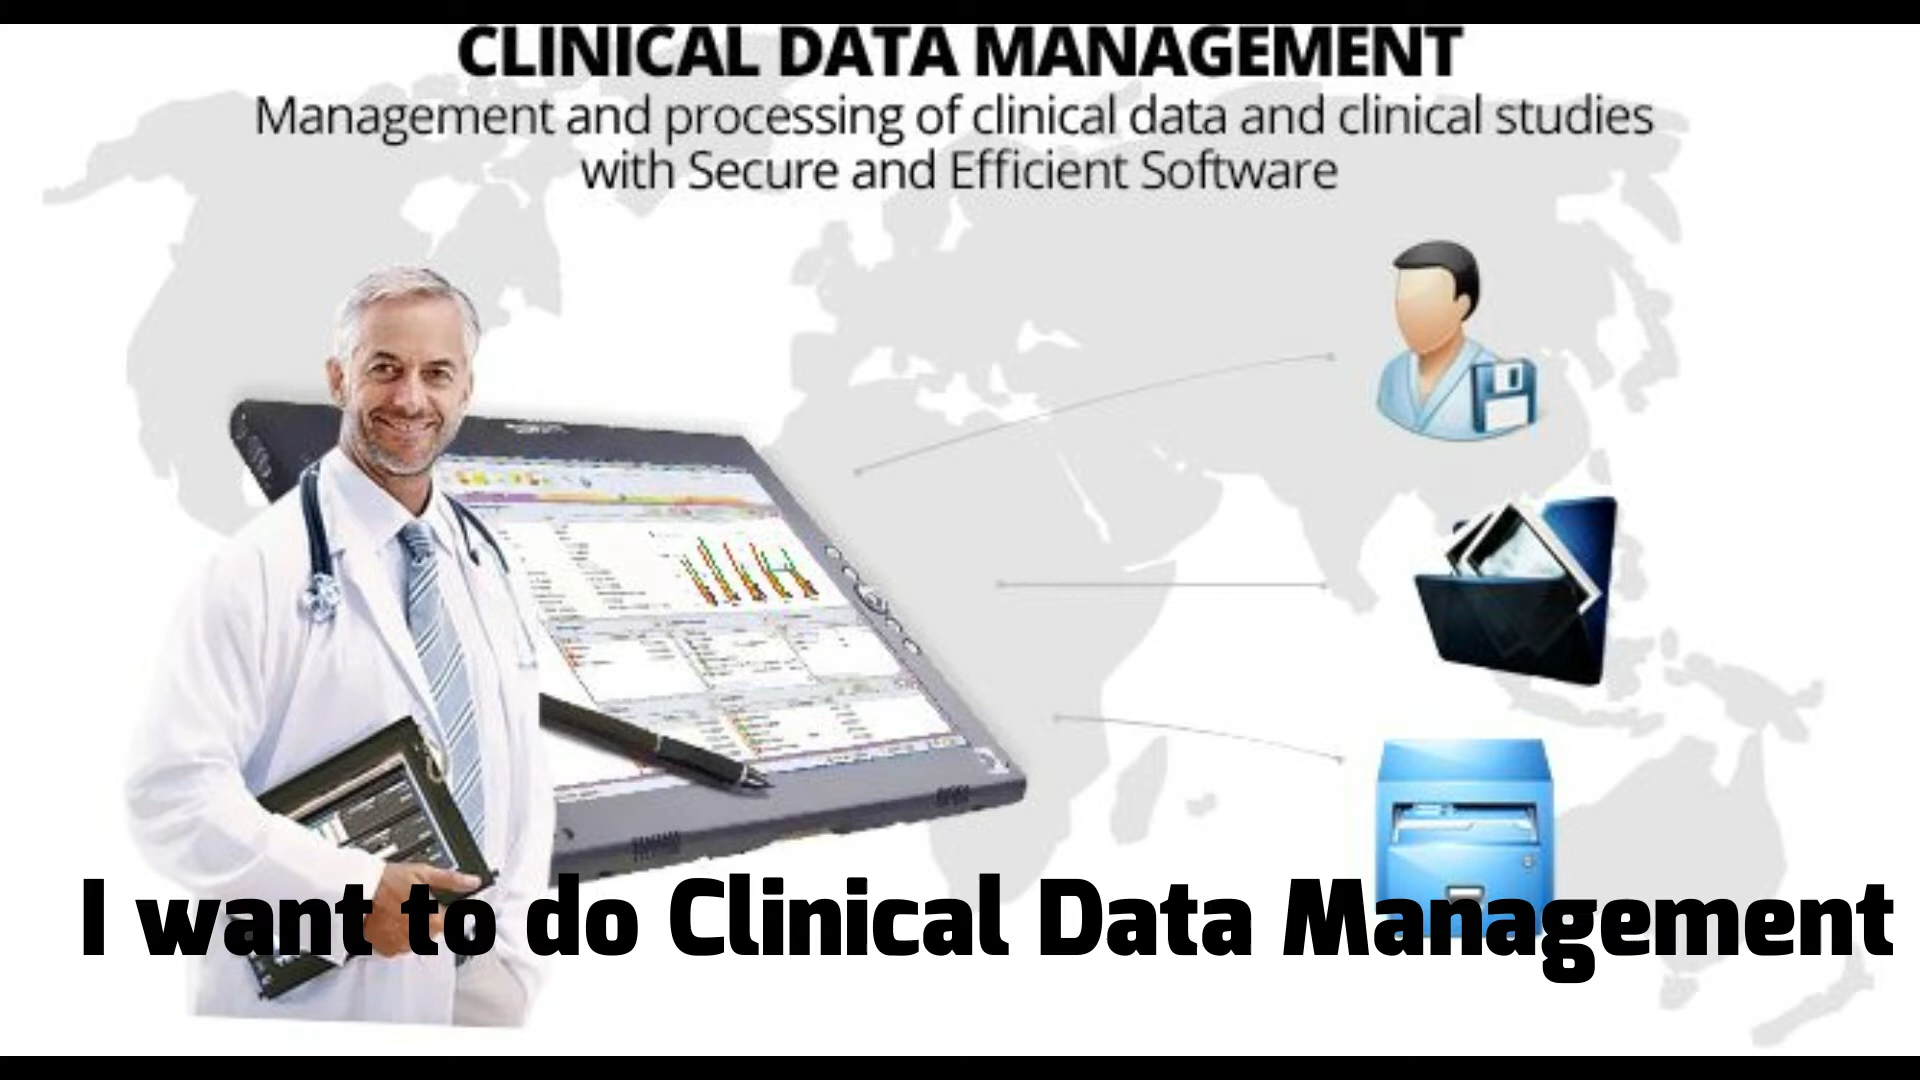 CLINICAL DATA MANAGEMENT
Management and processing of clinical data and clinical studies
with Secure and Efficient Software
I want to do Clinical Data Management